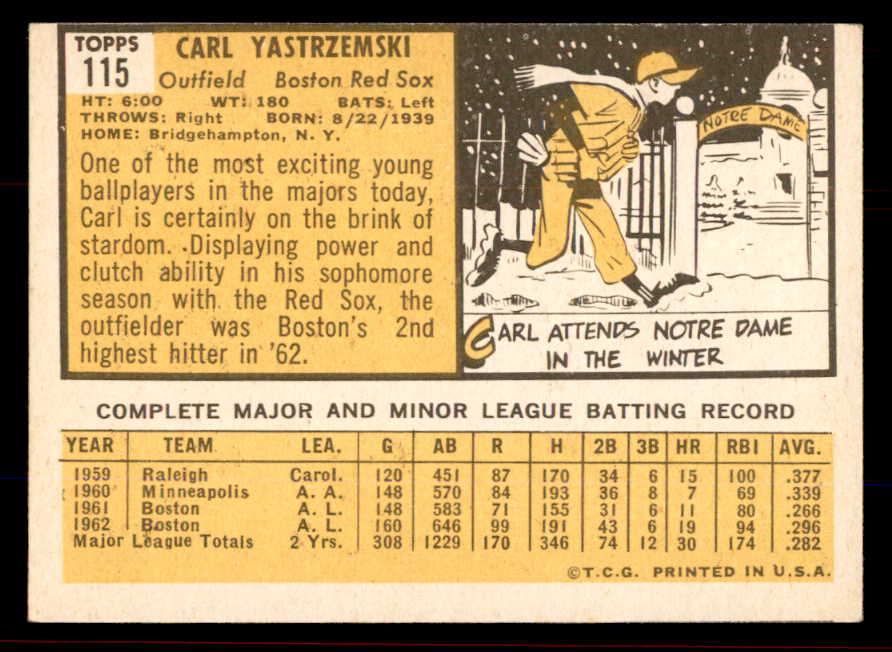 TOPPS
115
CARL YASTRZEMSKI
Outfield Boston Red Sox
HT: 6:00 WT: 180 BATS: Left
THROWS: Right BORN: 8/22/1939
HOME: Bridgehampton, N. Y.
One of the most exciting young
ballplayers in the majors today,
Carl is certainly on the brink of
stardom. Displaying power and
clutch ability in his sophomore
season with the Red Sox, the
outfielder was Boston's 2nd
highest hitter in '62.
NOTRE DAME
CARL ATTENDS NOTRE DAME
IN THE WINTER
COMPLETE MAJOR AND MINOR LEAGUE BATTING RECORD
YEAR TEAM LEA. G AB R H 2B 3B HR RBI AVG.
1959 Raleigh Carol. 120 451 87 170 34 6 15 100 .377
1960 Minneapolis A. A. 148 570 84 193 36 8 7 69 .339
1961 Boston A. L. 148 583 71 155 31 6 11 80 .266
1962 Boston A. L. 160 646 99 191 43 6 19 94 .296
Major League Totals 2 Yrs. 308 1229 170 346 74 12 30 174 .282
©T.C.G. PRINTED IN U.S.A.